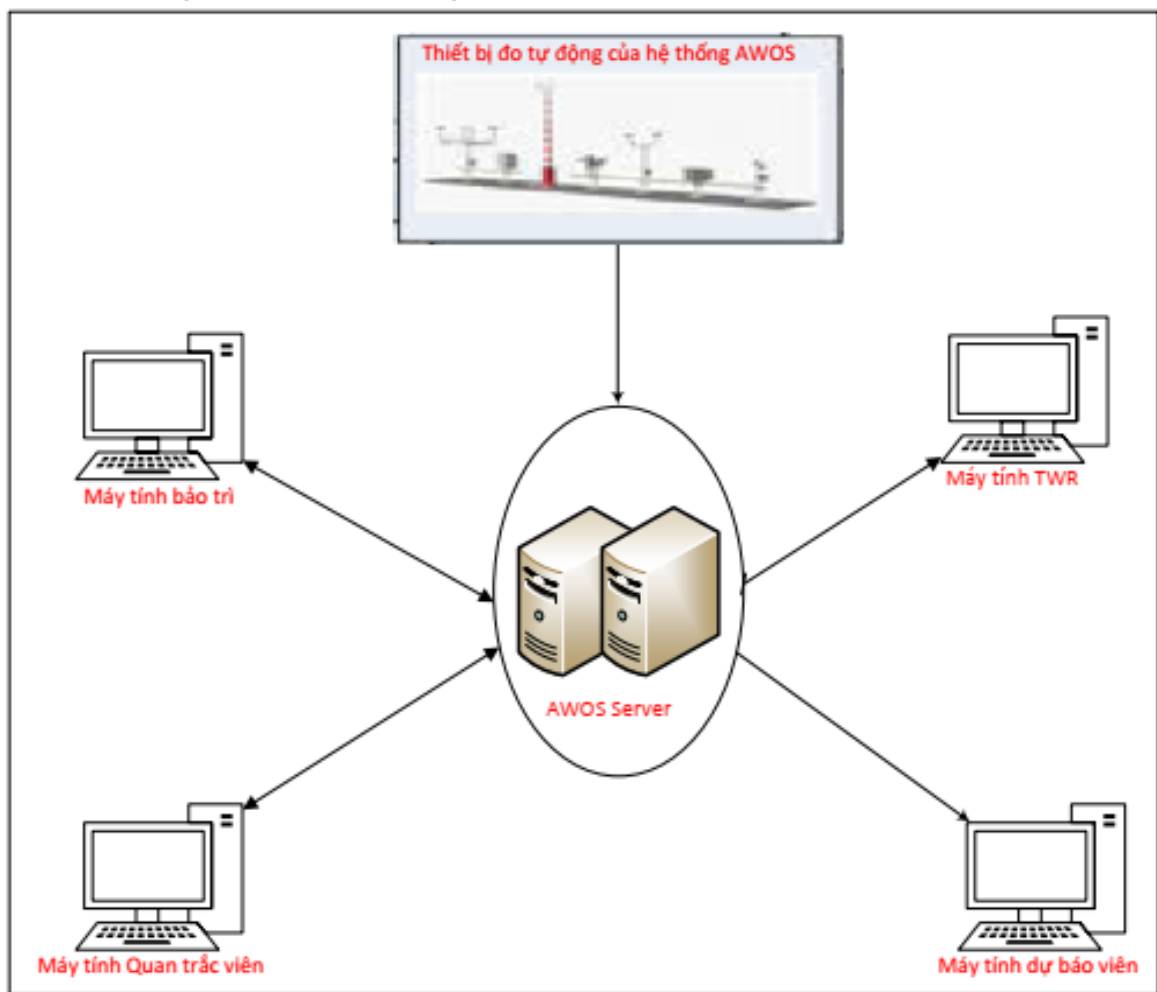 Thiết bị đo tự động của hệ thống AWOS
Máy tính bảo trì
Máy tính TWR
AWOS Server
Máy tính Quan trắc viên
Máy tính dự báo viên